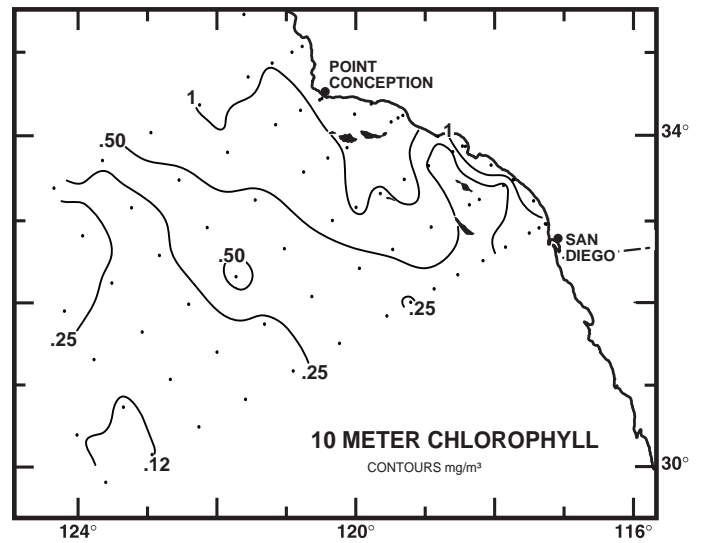 POINT
CONCEPTION
1
34°
1
.50
SAN
DIEGO
.50
.25
.25
.25
10 METER CHLOROPHYLL
CONTOURS mg/m³
.12
30°
124°
120°
116°